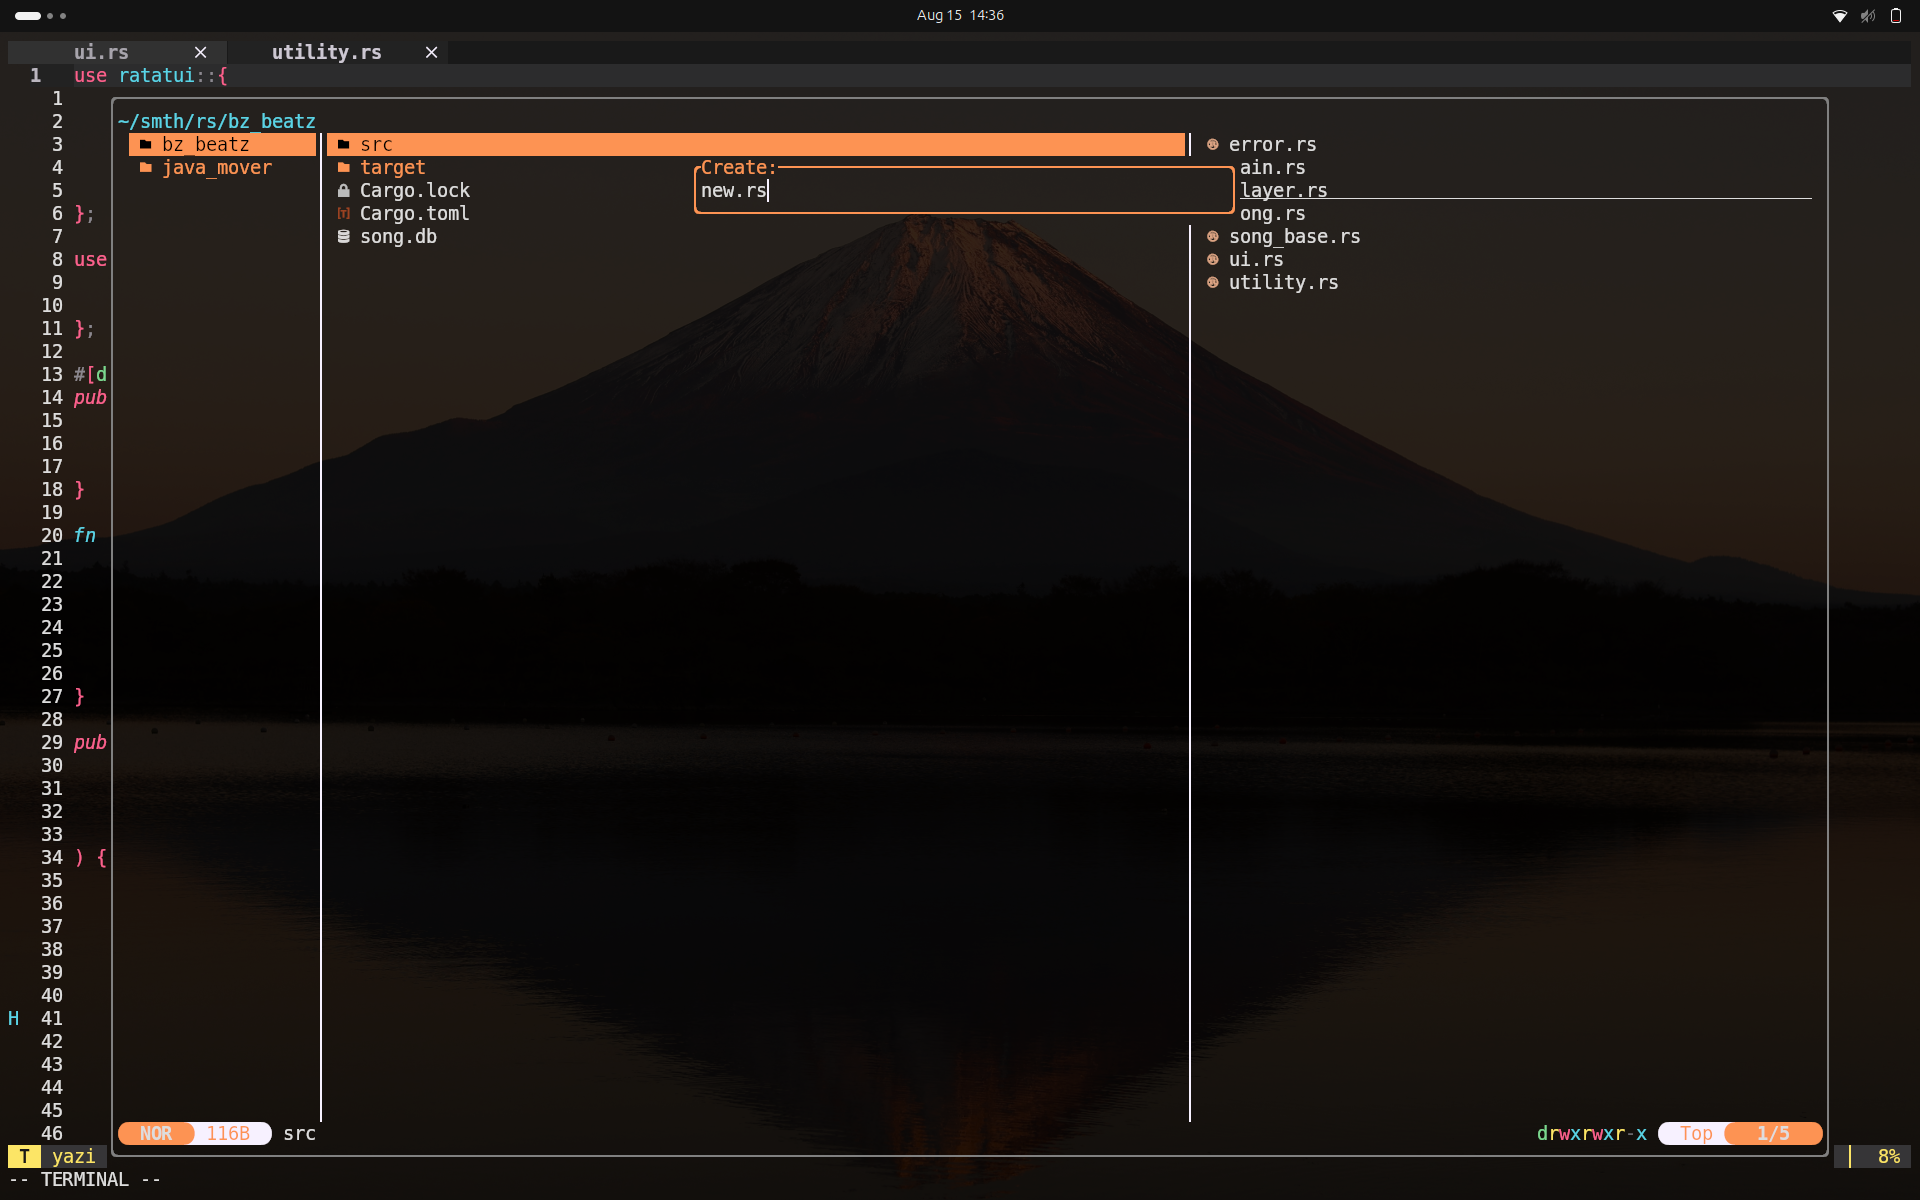 Aug 15 14:36
ui.rs utility.rs
1 use ratatui::{
1
2 ~/smth/rs/bz_beatz
3 bz_beatz src error.rs
4 java_mover target Create: ain.rs
5 Cargo.lock new.rs layer.rs
6 }; Cargo.toml ong.rs
7 song.db song_base.rs
8 use ui.rs
9 utility.rs
10
11 };
12
13 #[d
14 pub
15
16
17
18 }
19
20 fn
21
22
23
24
25
26
27 }
28
29 pub
30
31
32
33
34 ) {
35
36
37
38
39
40
H 41
42
43
44
45
46 NOR 116B src drwxrwxr-x Top 1/5
T yazi 8%
-- TERMINAL --